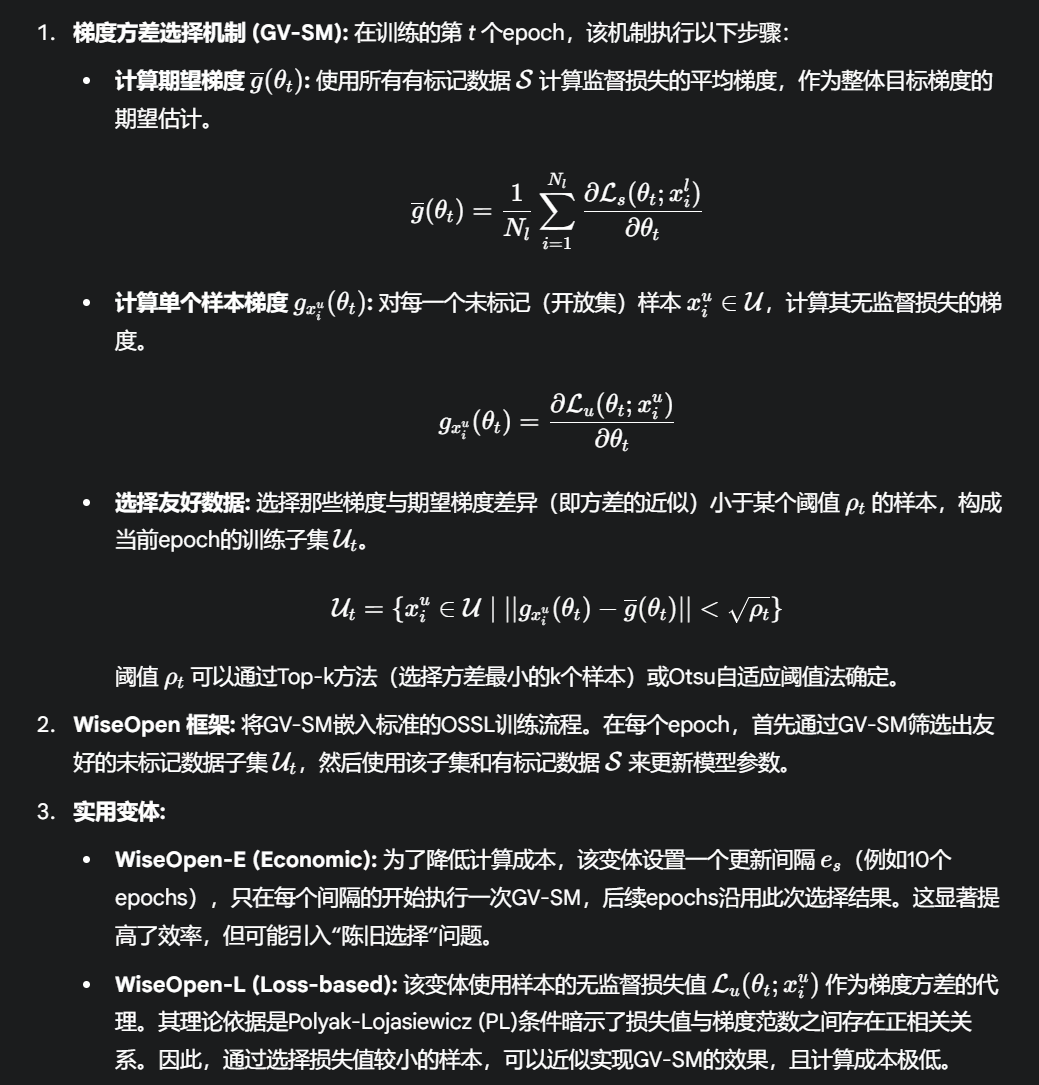 1. 梯度方差选择机制 (GV-SM): 在训练的第 t 个epoch，该机制执行以下步骤：
• 计算期望梯度 $\overline{g}(\theta_t)$: 使用所有有标记数据 $\mathcal{S}$ 计算监督损失的平均梯度，作为整体目标梯度的
期望估计。
$\overline{g}(\theta_t) = \frac{1}{N_l} \sum_{i=1}^{N_l} \frac{\partial \mathcal{L}_s(\theta_t; x_i^l)}{\partial \theta_t}$
• 计算单个样本梯度 $g_{x_i^u}(\theta_t)$: 对每一个未标记（开放集）样本 $x_i^u \in \mathcal{U}$，计算其无监督损失的梯
度。
$g_{x_i^u}(\theta_t) = \frac{\partial \mathcal{L}_u(\theta_t; x_i^u)}{\partial \theta_t}$
• 选择友好数据: 选择那些梯度与期望梯度差异（即方差的近似）小于某个阈值 $\rho_t$ 的样本，构成
当前epoch的训练子集 $\mathcal{U}_t$。
$\mathcal{U}_t = \{x_i^u \in \mathcal{U} \mid ||g_{x_i^u}(\theta_t) - \overline{g}(\theta_t)|| < \sqrt{\rho_t}\}$
阈值 $\rho_t$ 可以通过Top-k方法（选择方差最小的k个样本）或Otsu自适应阈值法确定。
2. WiseOpen 框架: 将GV-SM嵌入标准的OSSL训练流程。在每个epoch，首先通过GV-SM筛选出友
好的未标记数据子集 $\mathcal{U}_t$，然后使用该子集和有标记数据 $\mathcal{S}$ 来更新模型参数。
3. 实用变体:
• WiseOpen-E (Economic): 为了降低计算成本，该变体设置一个更新间隔 $e_s$（例如10个
epochs），只在每个间隔的开始执行一次GV-SM，后续epochs沿用此次选择结果。这显著提
高了效率，但可能引入“陈旧选择”问题。
• WiseOpen-L (Loss-based): 该变体使用样本的无监督损失值 $\mathcal{L}_u(\theta_t; x_i^u)$ 作为梯度方差的代
理。其理论依据是Polyak-Lojasiewicz (PL)条件暗示了损失值与梯度范数之间存在正相关关
系。因此，通过选择损失值较小的样本，可以近似实现GV-SM的效果，且计算成本极低。